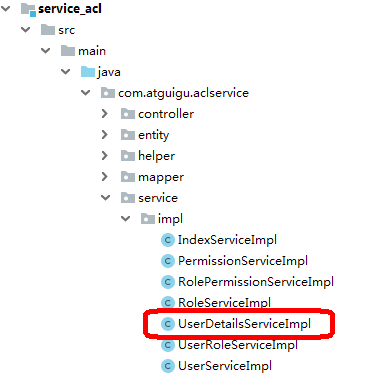 service_acl
src
main
java
com.atguigu.aclservice
controller
entity
helper
mapper
service
impl
IndexServiceImpl
PermissionServiceImpl
RolePermissionServiceImpl
RoleServiceImpl
UserDetailsServiceImpl
UserRoleServiceImpl
UserServiceImpl